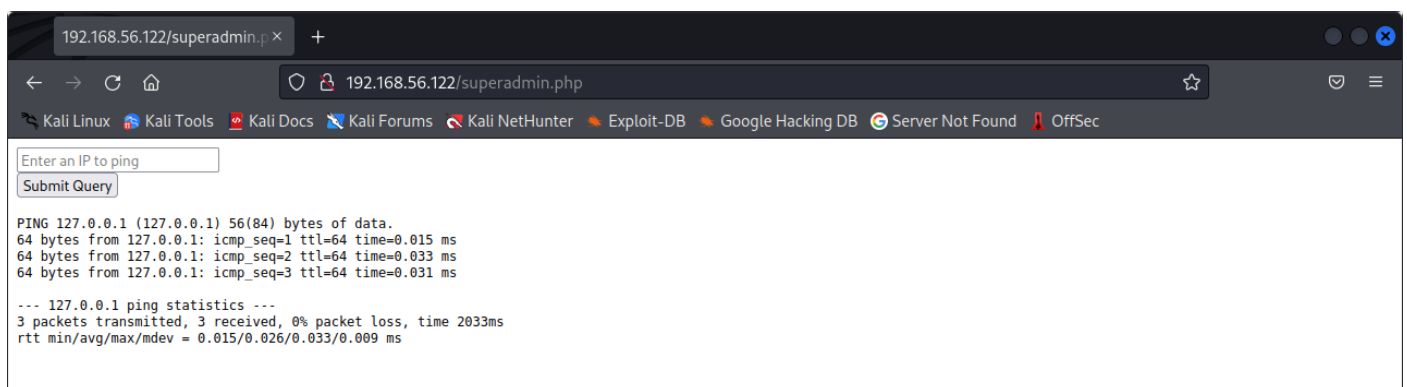 192.168.56.122/superadmin.p
192.168.56.122/superadmin.php
Kali Linux Kali Tools Kali Docs Kali Forums Kali NetHunter Exploit-DB Google Hacking DB Server Not Found OffSec
Enter an IP to ping
Submit Query
PING 127.0.0.1 (127.0.0.1) 56(84) bytes of data.
64 bytes from 127.0.0.1: icmp_seq=1 ttl=64 time=0.015 ms
64 bytes from 127.0.0.1: icmp_seq=2 ttl=64 time=0.033 ms
64 bytes from 127.0.0.1: icmp_seq=3 ttl=64 time=0.031 ms
--- 127.0.0.1 ping statistics ---
3 packets transmitted, 3 received, 0% packet loss, time 2033ms
rtt min/avg/max/mdev = 0.015/0.026/0.033/0.009 ms